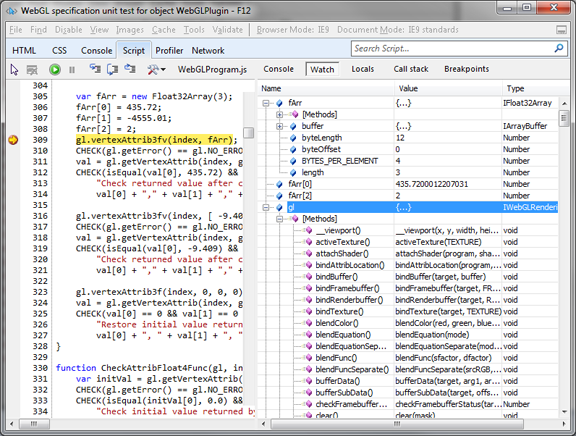 WebGL specification unit test for object WebGLPlugin - F12
File Find Disable View Images Cache Tools Validate Browser Mode: IE9 Document Mode: IE9 standards
HTML CSS Console Script Profiler Network Search Script...
WebGLProgram.js Console Watch Locals Call stack Breakpoints
304
305 var fArr = new Float32Array(3);
306 fArr[0] = 435.72;
307 fArr[1] = -4555.01;
308 fArr[2] = 2;
309 gl.vertexAttrib3fv(index, fArr);
310 CHECK(gl.getError() == gl.NO_ERRO
311 val = gl.getVertexAttrib(index, g
312 CHECK(isEqual(val[0], 435.72) &&
313 "Check returned value after c
314 val[0] + "," + val[1] + "," +
315
316 gl.vertexAttrib3fv(index, [ -9.40
317 CHECK(gl.getError() == gl.NO_ERRO
318 val = gl.getVertexAttrib(index, g
319 CHECK(isEqual(val[0], -9.409) &&
320 "Check returned value after c
321 val[0] + "," + val[1] + "," +
322
323 gl.vertexAttrib3f(index, 0, 0, 0)
324 val = gl.getVertexAttrib(index, g
325 CHECK(val[0] == 0 && val[1] == 0
326 "Restore initial value return
327 val[0] + ", " + val[1] + ", "
328 }
329
330 function CheckAttribFloat4Func(gl, in
331 var initVal = gl.getVertexAttrib(
332 CHECK(gl.getError() == gl.NO_ERRO
333 CHECK(isEqual(initVal[0], 0.0) &&
334 "Check initial value returned by
Name Value Type
fArr {...} IFloat32Array
[Methods]
buffer {...} IArrayBuffer
byteLength 12 Number
byteOffset 0 Number
BYTES_PER_ELEMENT 4 Number
length 3 Number
fArr[0] 435.7200012207031 Number
fArr[2] 2 Number
gl {...} IWebGLRenderin
[Methods]
__viewport() __viewport(x, y, width, hei... void
activeTexture() activeTexture(TEXTURE) void
attachShader() attachShader(program, sha... void
bindAttribLocation() bindAttribLocation(program,... void
bindBuffer() bindBuffer(target, buffer) void
bindFramebuffer() bindFramebuffer(target, FR... void
bindRenderbuffer() bindRenderbuffer(target, R... void
bindTexture() bindTexture(target, TEXTURE) void
blendColor() blendColor(red, green, blue... void
blendEquation() blendEquation(mode) void
blendEquationSep... blendEquationSeparate(mod... void
blendFunc() blendFunc(sfactor, dfactor) void
blendFuncSeparate() blendFuncSeparate(srcRGB,... void
bufferData() bufferData(target, arg1, ar... void
bufferSubData() bufferSubData(target, offs... void
checkFramebuffer... checkFramebufferStatus(tar... Number
clear() clear(mask) void